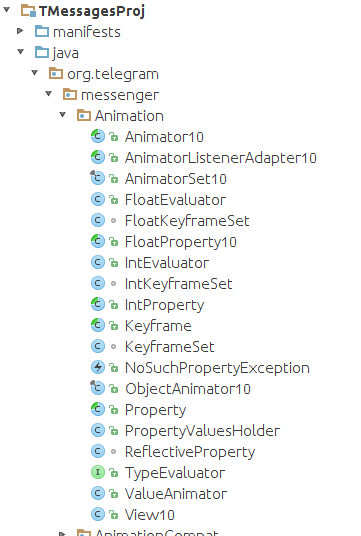 TMessagesProj
manifests
java
org.telegram
messenger
Animation
Animator10
AnimatorListenerAdapter10
AnimatorSet10
FloatEvaluator
FloatKeyframeSet
FloatProperty10
IntEvaluator
IntKeyframeSet
IntProperty
Keyframe
KeyframeSet
NoSuchPropertyException
ObjectAnimator10
Property
PropertyValuesHolder
ReflectiveProperty
TypeEvaluator
ValueAnimator
View10
AnimationCompat